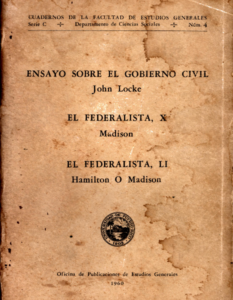 CUADERNOS DE LA FACULTAD DE ESTUDIOS GENERALES
Serie C Departamento de Ciencias Sociales Núm. 4
ENSAYO SOBRE EL GOBIERNO CIVIL
John Locke
EL FEDERALISTA, X
Madison
EL FEDERALISTA, LI
Hamilton O Madison
Oficina de Publicaciones de Estudios Generales